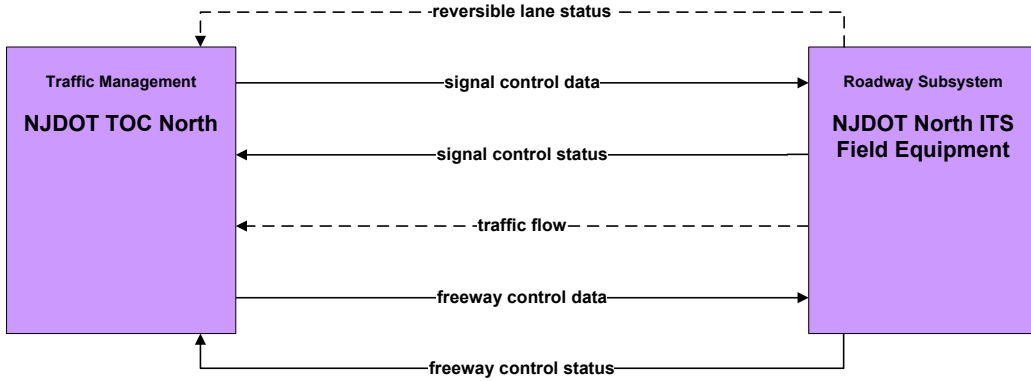 reversible lane status
Traffic Management
NJDOT TOC North
signal control data
Roadway Subsystem
NJDOT North ITS
Field Equipment
signal control status
traffic flow
freeway control data
freeway control status